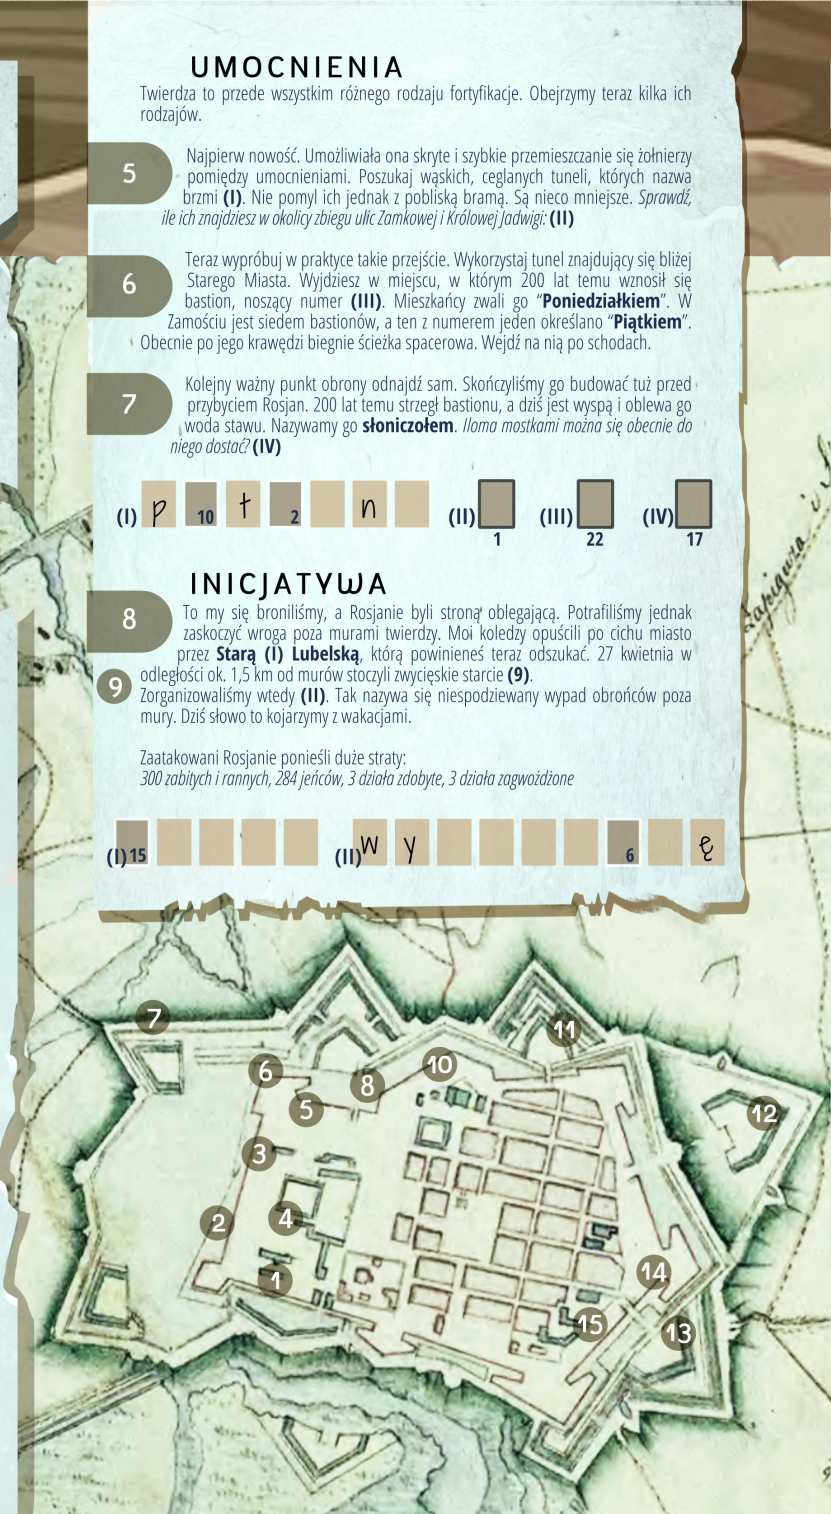 UMOCNIENIA
Twierdza to przede wszystkim różnego rodzaju fortyfikacje. Obejrzymy teraz kilka ich
rodzajów.
5
Najpierw nowość. Umożliwiała ona skryte i szybkie przemieszczanie się żołnierzy
pomiędzy umocnieniami. Poszukaj wąskich, ceglanych tuneli, których nazwa
brzmi (I). Nie pomyl ich jednak z pobliską bramą. Są nieco mniejsze. Sprawdź,
ile ich znajdziesz w okolicy zbiegu ulic Zamkowej i Królowej Jadwigi: (II)
6
Teraz wypróbuj w praktyce takie przejście. Wykorzystaj tunel znajdujący się bliżej
Starego Miasta. Wyjdziesz w miejscu, w którym 200 lat temu wznosił się
bastion, noszący numer (III). Mieszkańcy zwali go “Poniedziałkiem”. W
Zamościu jest siedem bastionów, a ten z numerem jeden określano “Piątkiem”.
Obecnie po jego krawędzi biegnie ścieżka spacerowa. Wejdź na nią po schodach.
7
Kolejny ważny punkt obrony odnajdź sam. Skończyliśmy go budować tuż przed
przybyciem Rosjan. 200 lat temu strzegł bastionu, a dziś jest wyspą i oblewa go
woda stawu. Nazywamy go słoniczołem. Iloma mostkami można się obecnie do
niego dostać? (IV)
(I) p 10 t 2 n (II) (III) (IV)
1 22 17
INICJATYWA
8
To my się broniliśmy, a Rosjanie byli stroną oblegającą. Potrafiliśmy jednak
zaskoczyć wroga poza murami twierdzy. Moi koledzy opuścili po cichu miasto
przez Starą (I) Lubelską, którą powinieneś teraz odszukać. 27 kwietnia w
9
odległości ok. 1,5 km od murów stoczyli zwycięskie starcie (9).
Zorganizowaliśmy wtedy (II). Tak nazywa się niespodziewany wypad obrońców poza
mury. Dziś słowo to kojarzymy z wakacjami.
Zaatakowani Rosjanie ponieśli duże straty:
300 zabitych i rannych, 284 jeńców, 3 działa zdobyte, 3 działa zagwożdżone
(I) 15 (II) w y 6 ę
7
11
10
6
8
5
12
3
2
4
14
1
15
13